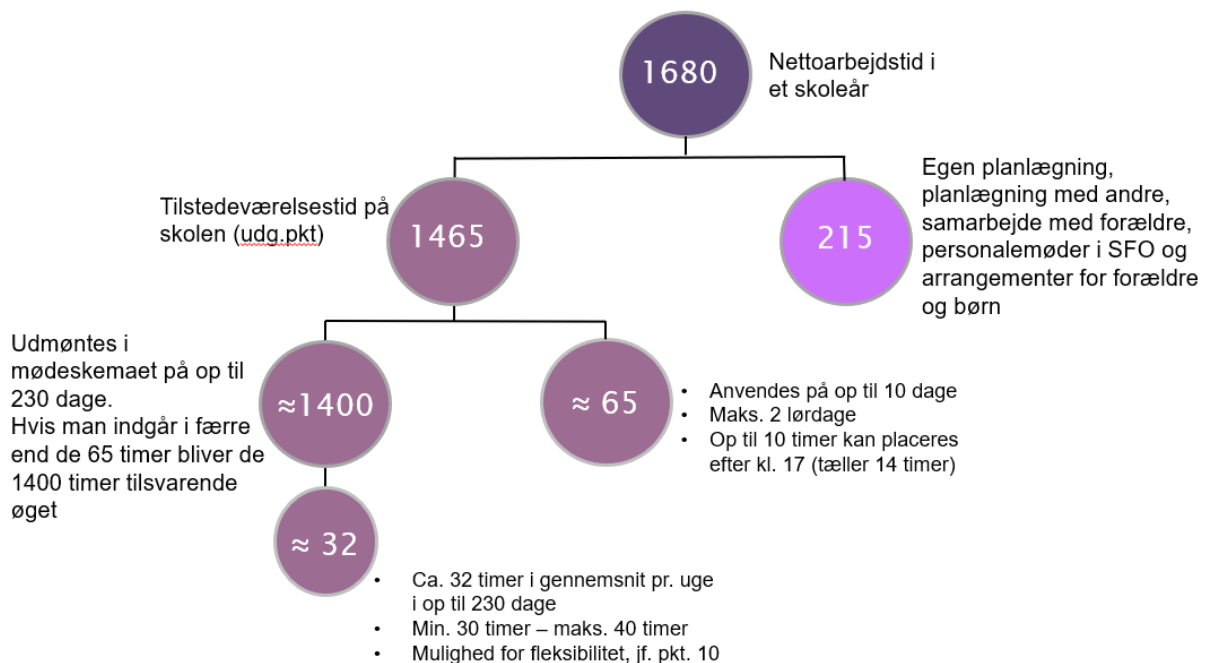 1680
Nettoarbejdstid i
et skoleår
Tilstedeværelsestid på
skolen (udg.pkt)
1465
215
Egen planlægning,
planlægning med andre,
samarbejde med forældre,
personalemøder i SFO og
arrangementer for forældre
og børn
Udmøntes i
mødeskemaet på op til
230 dage.
Hvis man indgår i færre
end de 65 timer bliver de
1400 timer tilsvarende
øget
≈1400
≈ 65
• Anvendes på op til 10 dage
• Maks. 2 lørdage
• Op til 10 timer kan placeres
efter kl. 17 (tæller 14 timer)
≈ 32
• Ca. 32 timer i gennemsnit pr. uge
i op til 230 dage
• Min. 30 timer – maks. 40 timer
• Mulighed for fleksibilitet, jf. pkt. 10